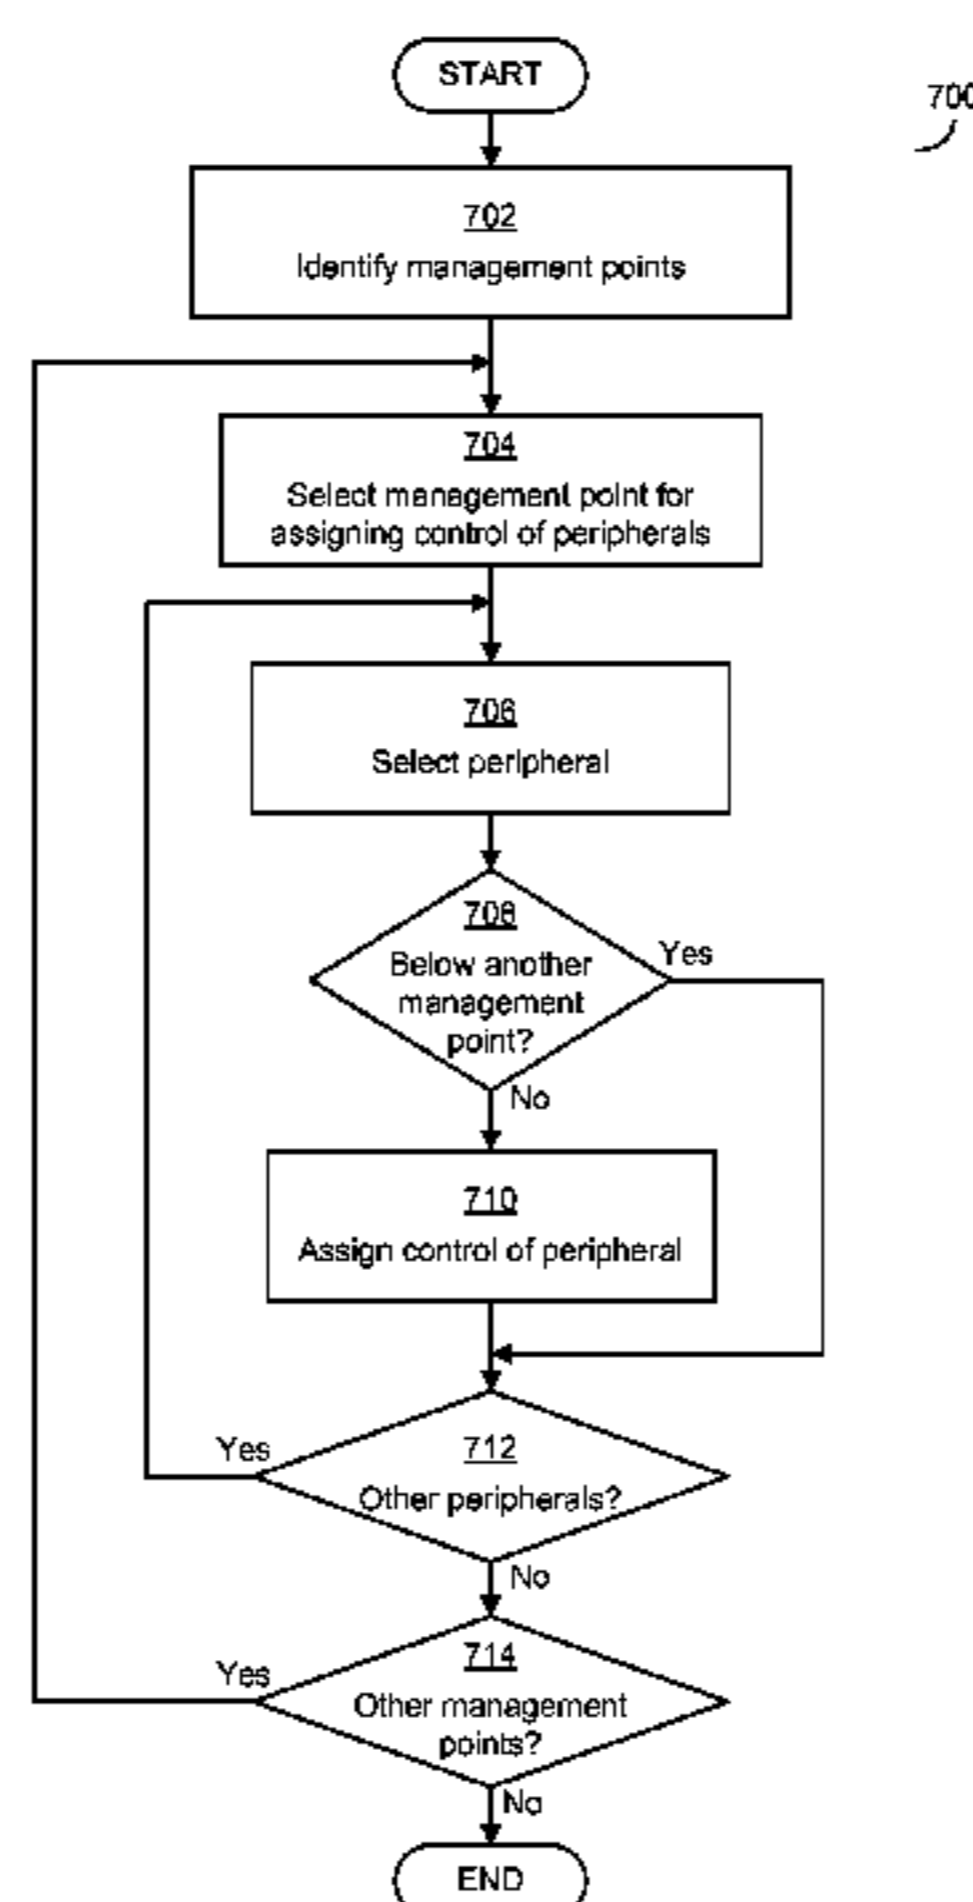 START
700
702
Identify management points
704
Select management point for
assigning control of peripherals
706
Select peripheral
708
Below another
management
point?
Yes
No
710
Assign control of peripheral
712
Other peripherals?
Yes
No
714
Other management
points?
Yes
No
END